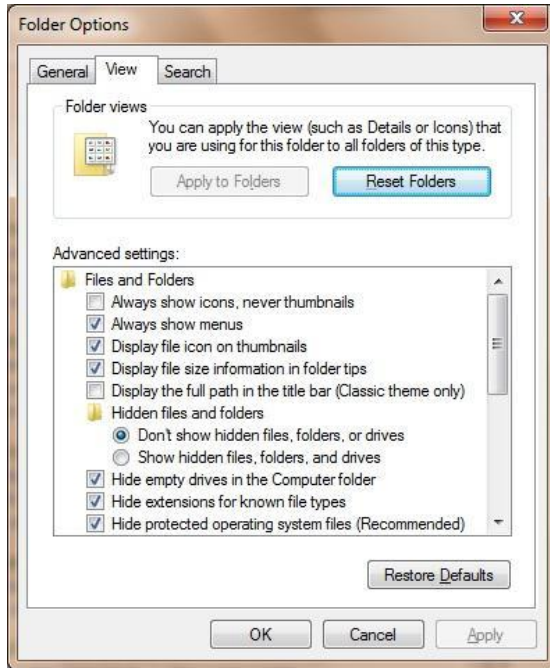 Folder Options
General View Search
Folder views
You can apply the view (such as Details or Icons) that
you are using for this folder to all folders of this type.
Apply to Folders Reset Folders
Advanced settings:
Files and Folders
Always show icons, never thumbnails
Always show menus
Display file icon on thumbnails
Display file size information in folder tips
Display the full path in the title bar (Classic theme only)
Hidden files and folders
Don't show hidden files, folders, or drives
Show hidden files, folders, and drives
Hide empty drives in the Computer folder
Hide extensions for known file types
Hide protected operating system files (Recommended)
Restore Defaults
OK Cancel Apply